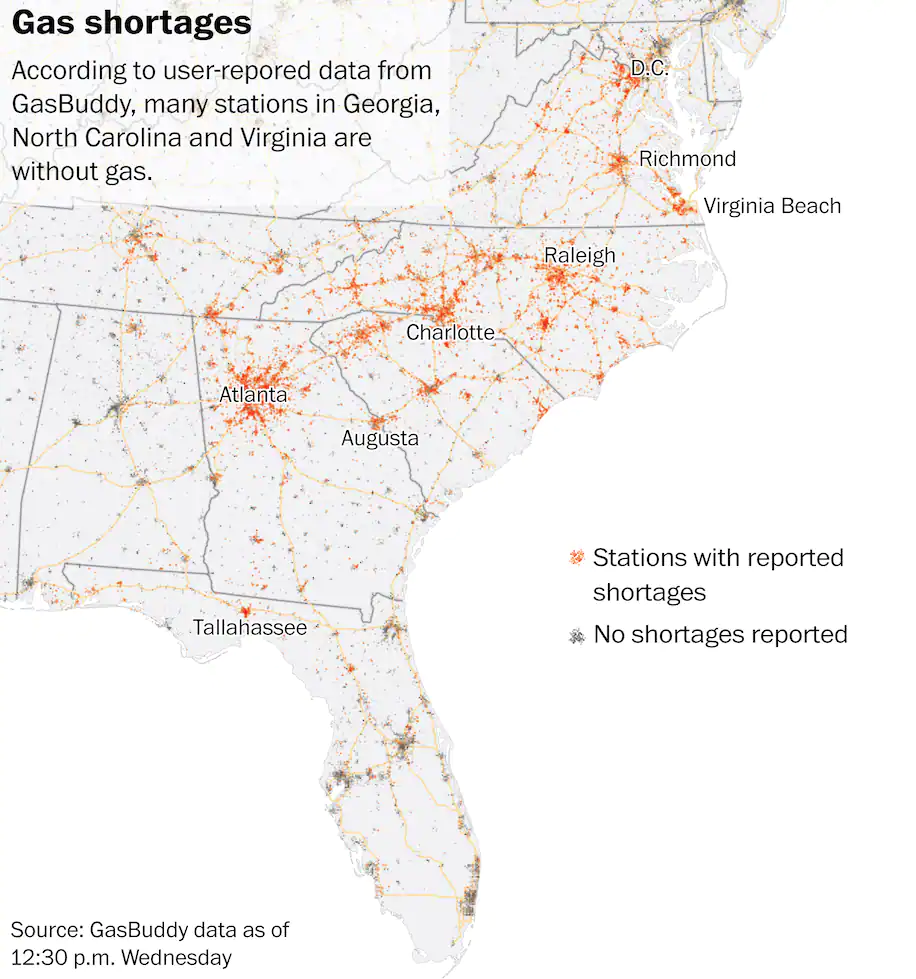 Gas shortages
According to user-repored data from
GasBuddy, many stations in Georgia,
North Carolina and Virginia are
without gas.
D.C.
Richmond
Virginia Beach
Raleigh
Charlotte
Atlanta
Augusta
Stations with reported
shortages
No shortages reported
Tallahassee
Source: GasBuddy data as of
12:30 p.m. Wednesday